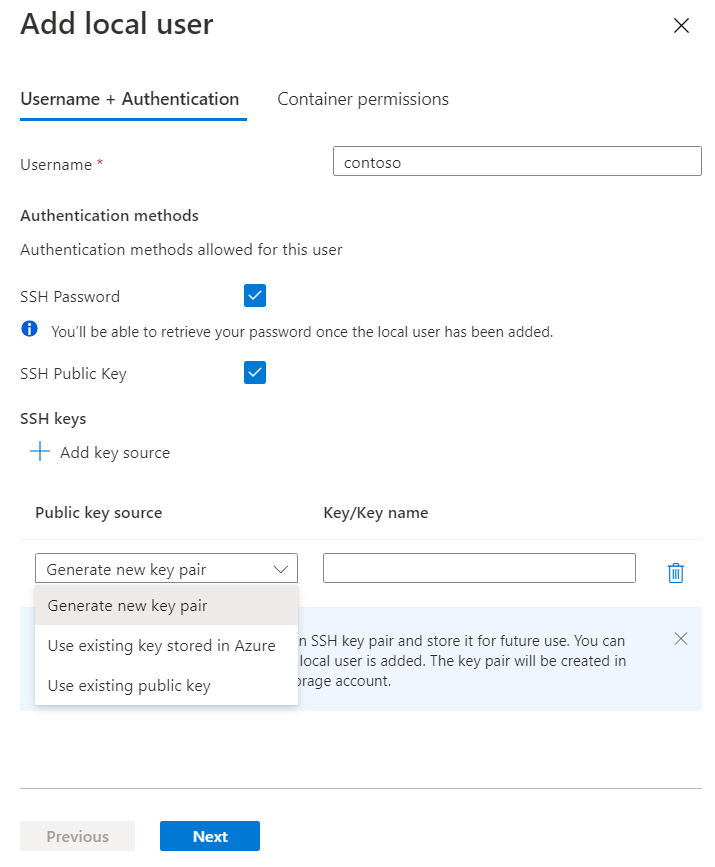 Add local user
Username + Authentication Container permissions
Username *
contoso
Authentication methods
Authentication methods allowed for this user
SSH Password
You'll be able to retrieve your password once the local user has been added.
SSH Public Key
SSH keys
Add key source
Public key source Key/Key name
Generate new key pair
Generate new key pair
Use existing key stored in Azure
Use existing public key
SSH key pair and store it for future use. You can
local user is added. The key pair will be created in
account.
Previous Next